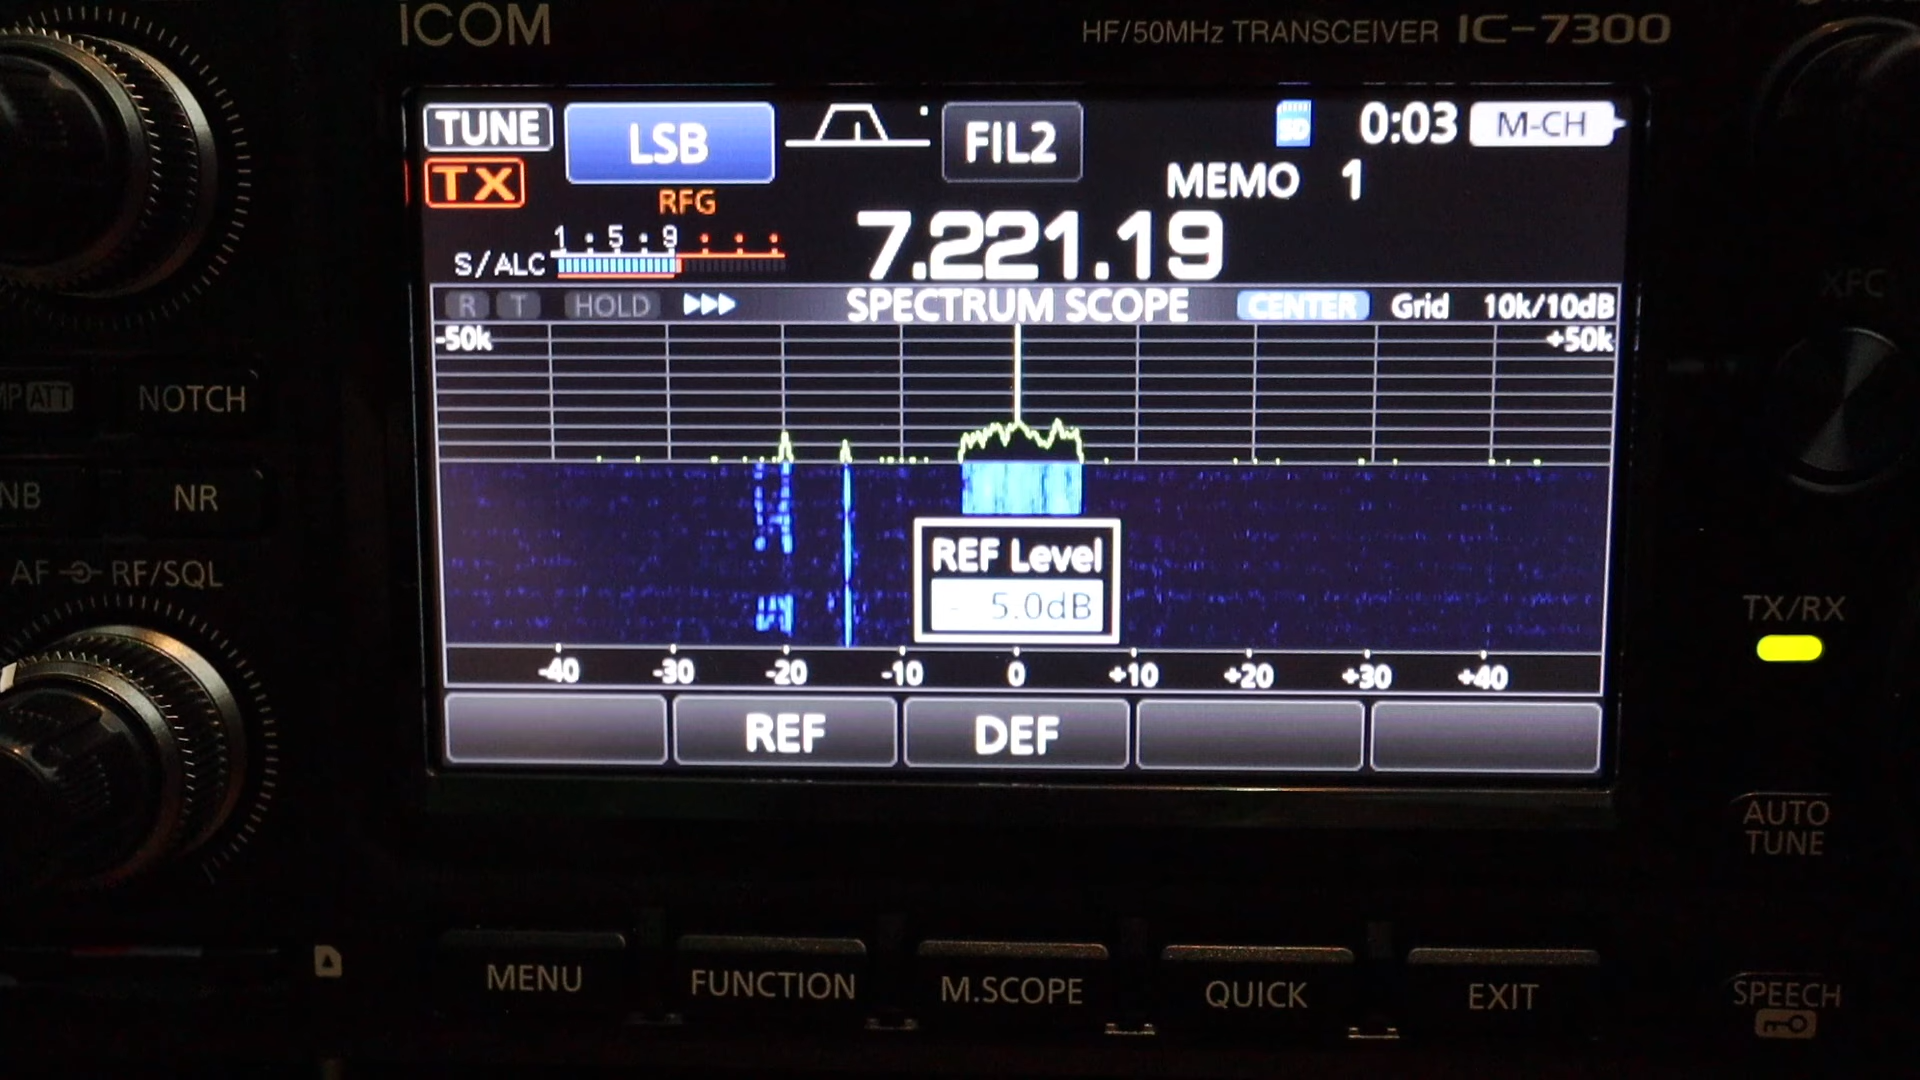 ICOM
HF/50MHz TRANSCEIVER IC-7300
TUNE LSB FIL2 SD 0:03 M-CH
TX RFG MEMO 1
1 5 9 7.221.19
S/ALC
R T HOLD SPECTRUM SCOPE CENTER Grid 10k/10dB
-50k +50k
REF Level
- 5.0dB
-40 -30 -20 -10 0 +10 +20 +30 +40
REF DEF
ATT NOTCH
NB NR
AF RF/SQL
XFC
TX/RX
AUTO
TUNE
MENU FUNCTION M.SCOPE QUICK EXIT
SPEECH